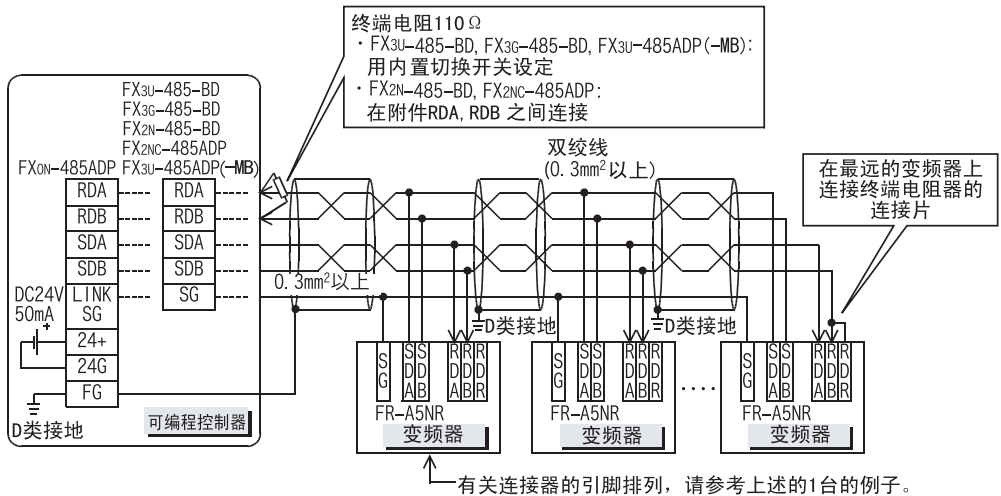 终端电阻110Ω
・FX3U-485-BD, FX3G-485-BD, FX3U-485ADP(-MB):
用内置切换开关设定
・FX2N-485-BD, FX2NC-485ADP:
在附件RDA, RDB 之间连接
FX3U-485-BD
FX3G-485-BD
FX2N-485-BD
FX2NC-485ADP
FX0N-485ADP FX3U-485ADP(-MB)
双绞线
(0.3mm²以上)
在最远的变频器上
连接终端电阻器的
连接片
RDA RDA
RDB RDB
SDA SDA
SDB SDB
LINK SG SG
DC24V
50mA
+
24+
24G
FG
D类接地
可编程控制器
0.3mm²以上
D类接地
D类接地
SG SDA SDB RDA RDB RDR
FR-A5NR
变频器
SG SDA SDB RDA RDB RDR
FR-A5NR
变频器
....
SG SDA SDB RDA RDB RDR
FR-A5NR
变频器
有关连接器的引脚排列，请参考上述的1台的例子。